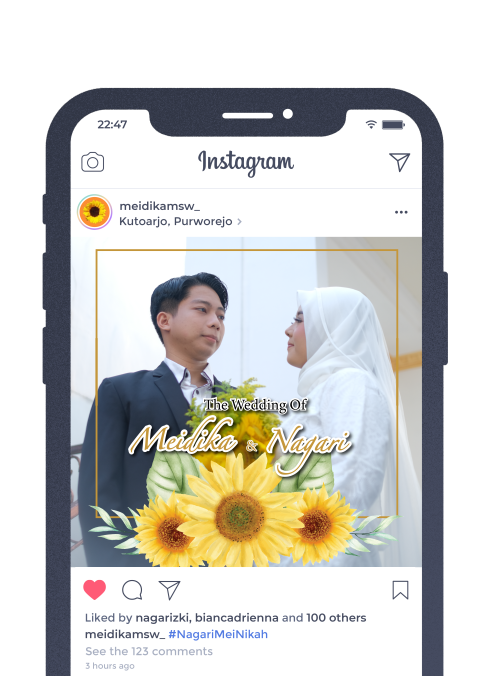 22:47
Instagram
meidikamsw_
Kutoarjo, Purworejo >
The Wedding Of
Meidika & Nagari
Liked by nagarizki, biancadrienna and 100 others
meidikamsw_ #NagariMeiNikah
See the 123 comments
3 hours ago